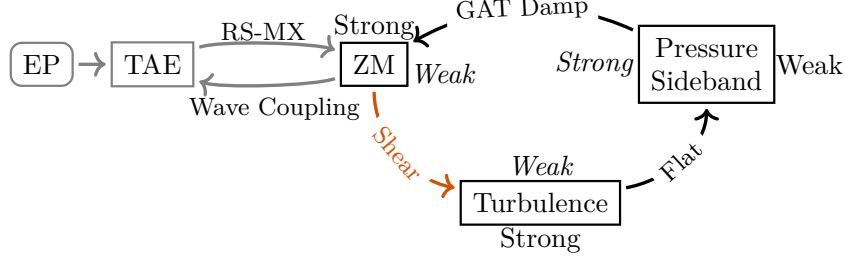 GAT Damp
RS-MX
Strong
EP
TAE
ZM
Weak
Wave Coupling
Strong
Pressure
Sideband
Weak
Shear
Flat
Weak
Turbulence
Strong